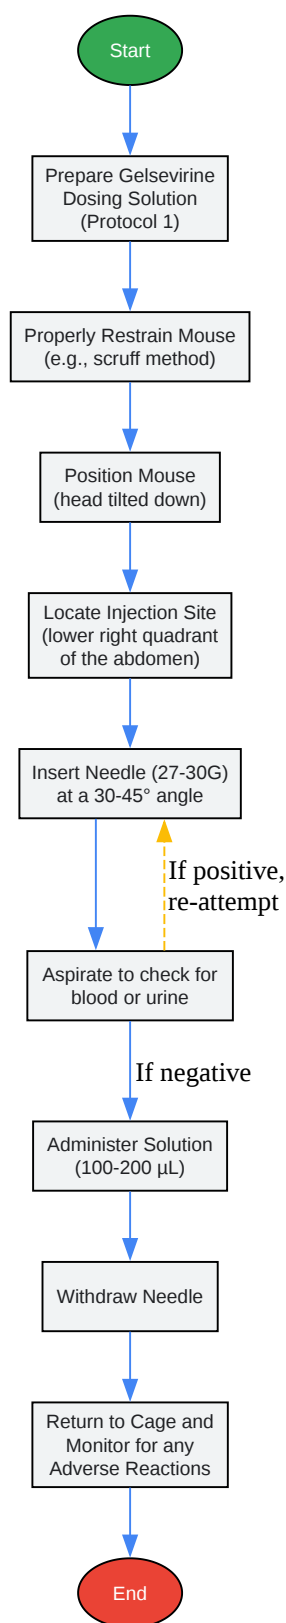 Start
Prepare Gelsevirine
Dosing Solution
(Protocol 1)
Properly Restrain Mouse
(e.g., scruff method)
Position Mouse
(head tilted down)
Locate Injection Site
(lower right quadrant
of the abdomen)
Insert Needle (27-30G)
at a 30-45° angle
If positive,
re-attempt
Aspirate to check for
blood or urine
If negative
Administer Solution
(100-200 µL)
Withdraw Needle
Return to Cage and
Monitor for any
Adverse Reactions
End